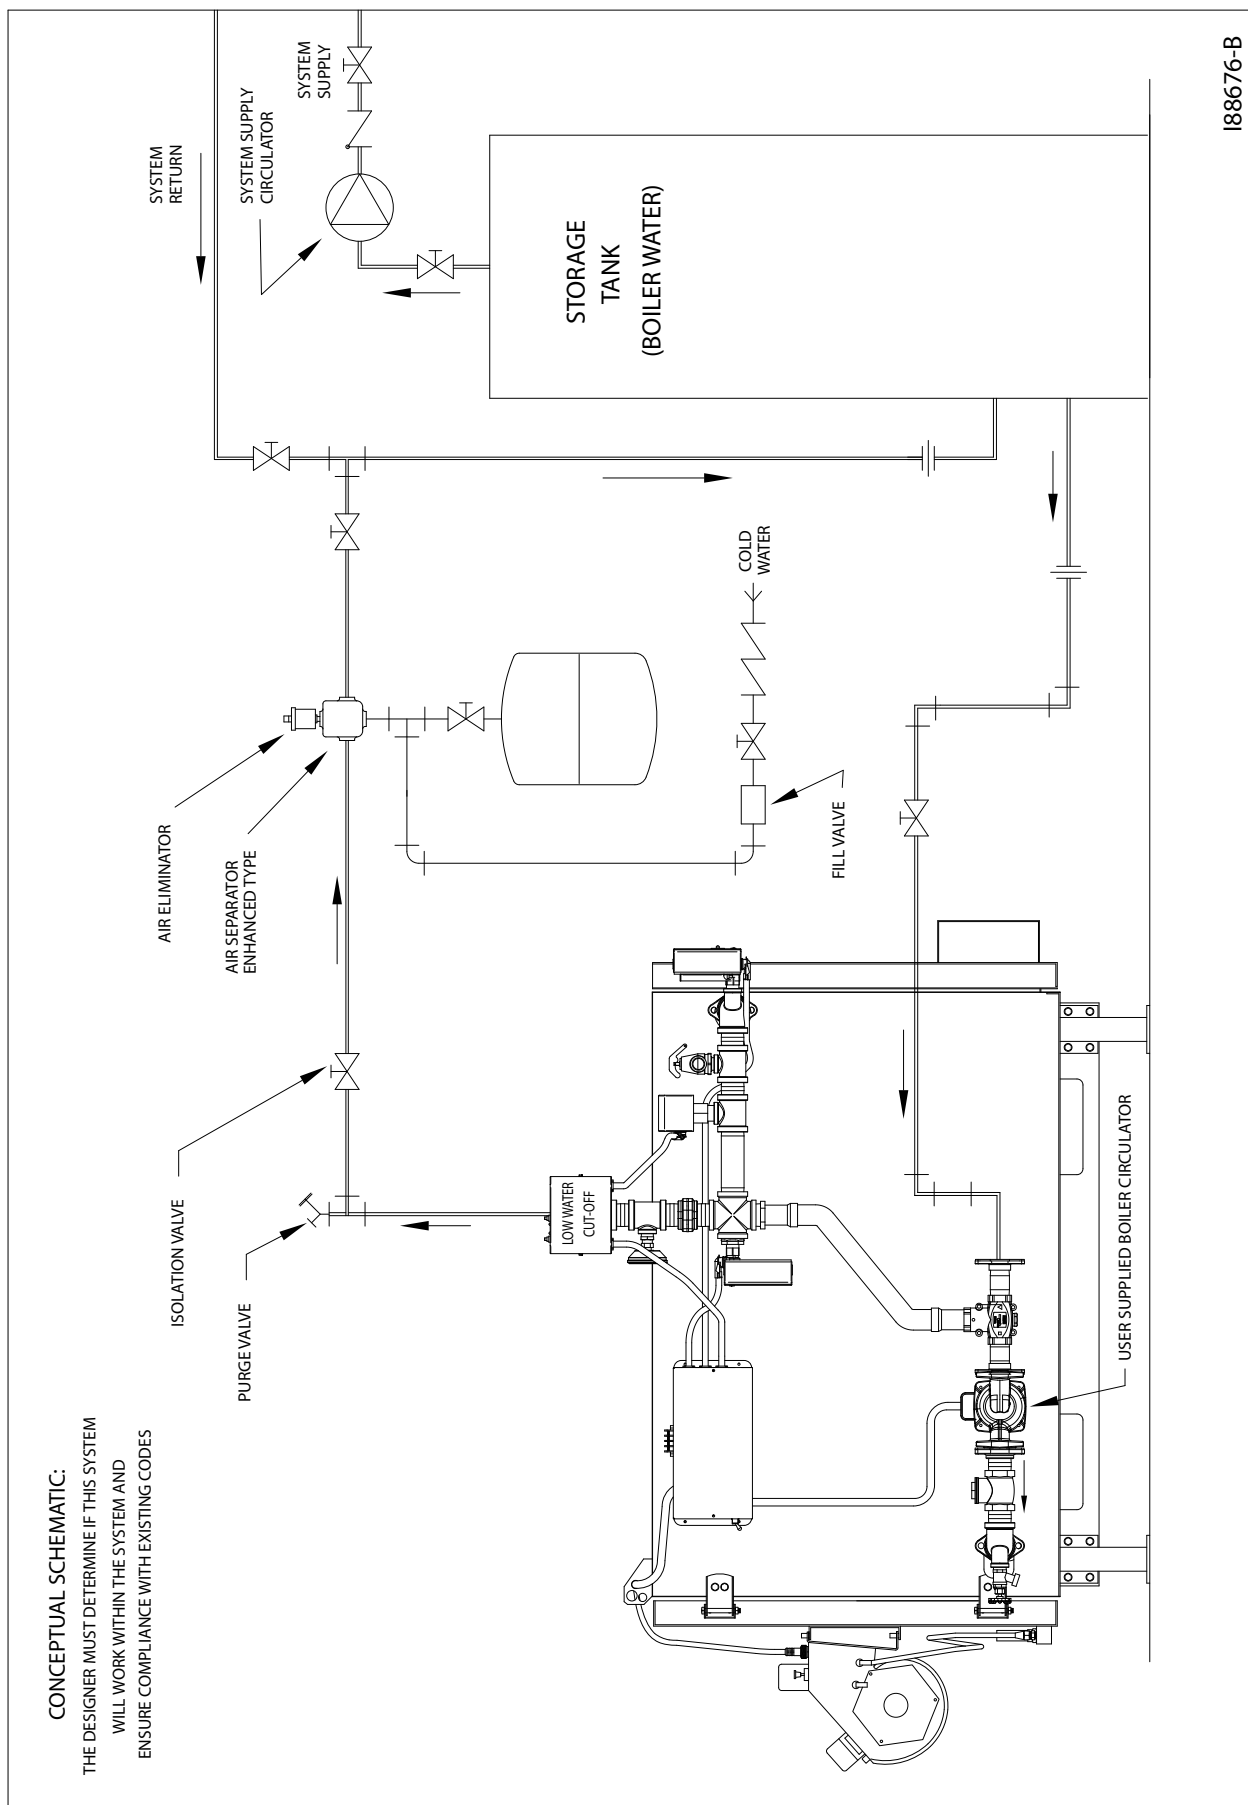 CONCEPTUAL SCHEMATIC:
THE DESIGNER MUST DETERMINE IF THIS SYSTEM
WILL WORK WITHIN THE SYSTEM AND
ENSURE COMPLIANCE WITH EXISTING CODES
PURGE VALVE
ISOLATION VALVE
AIR ELIMINATOR
AIR SEPARATOR
ENHANCED TYPE
SYSTEM
RETURN
SYSTEM SUPPLY
CIRCULATOR
SYSTEM
SUPPLY
STORAGE
TANK
(BOILER WATER)
COLD
WATER
FILL VALVE
LOW WATER
CUT-OFF
USER SUPPLIED BOILER CIRCULATOR
I88676-B